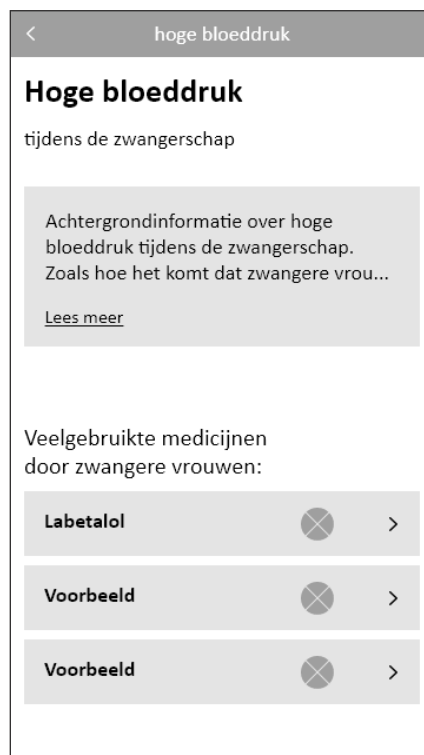 hoge bloeddruk
Hoge bloeddruk
tijdens de zwangerschap
Achtergrondinformatie over hoge
bloeddruk tijdens de zwangerschap.
Zoals hoe het komt dat zwangere vrou...
Lees meer
Veelgebruikte medicijnen
door zwangere vrouwen:
Labetalol
Voorbeeld
Voorbeeld